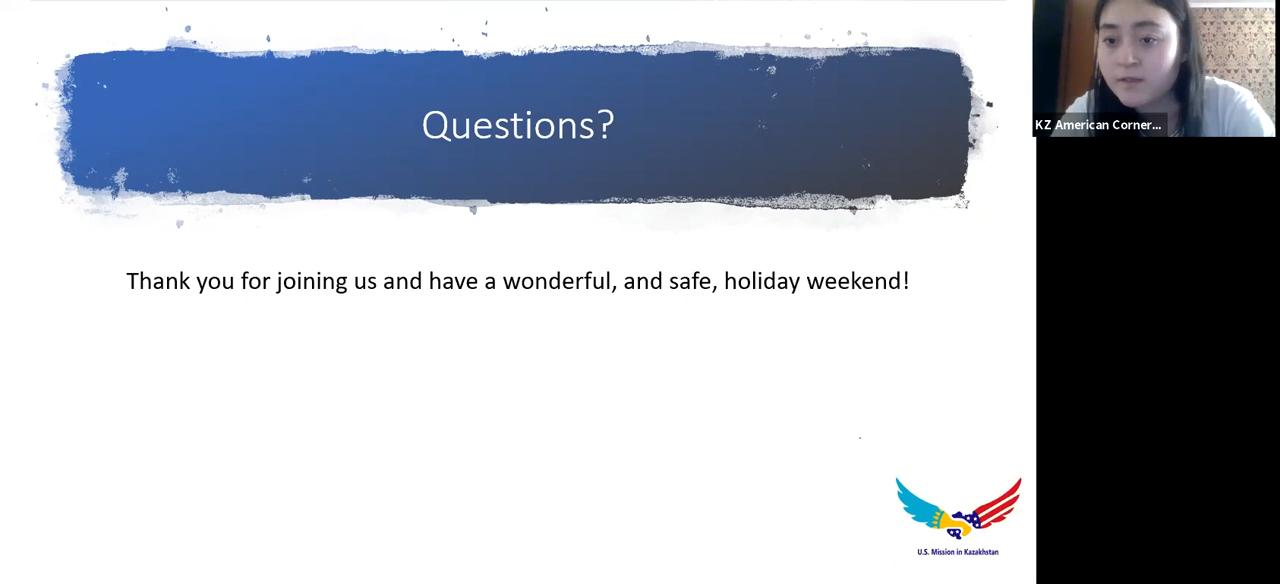 Questions?
KZ American Corner...
Thank you for joining us and have a wonderful, and safe, holiday weekend!
U.S. Mission in Kazakhstan